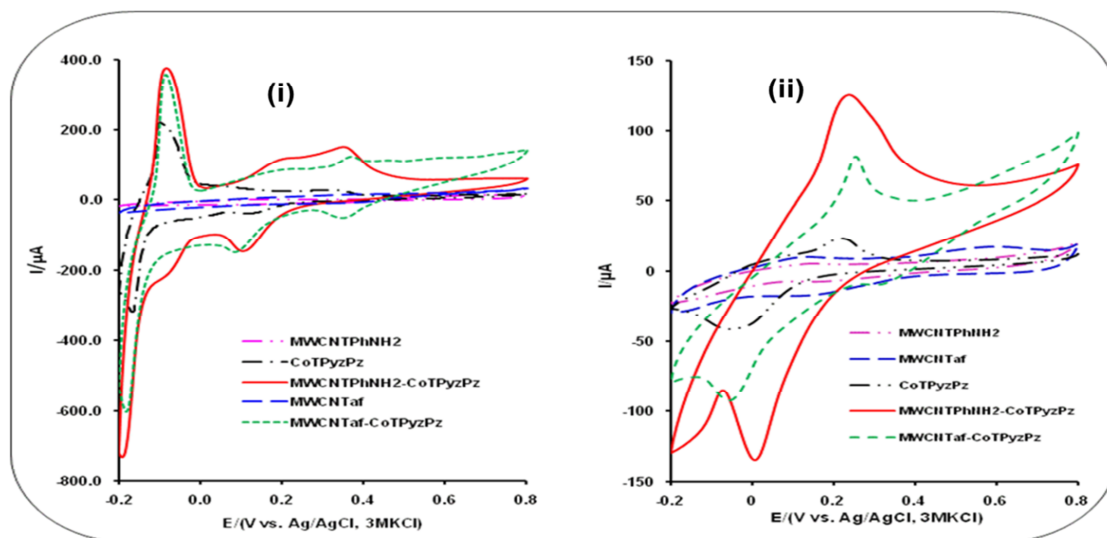 (i)
400.0
200.0
0.0
-200.0
-400.0
-600.0
-800.0
I/µA
-0.2 0.0 0.2 0.4 0.6 0.8
E/(V vs. Ag/AgCl, 3MKCl)
MWCNTPhNH2
CoTPyzPz
MWCNTPhNH2-CoTPyzPz
MWCNTaf
MWCNTaf-CoTPyzPz
(ii)
150
100
50
0
-50
-100
-150
I/µA
-0.2 0 0.2 0.4 0.6 0.8
E/(V vs. Ag/AgCl, 3MKCl)
MWCNTPhNH2
MWCNTaf
CoTPyzPz
MWCNTPhNH2-CoTPyzPz
MWCNTaf-CoTPyzPz